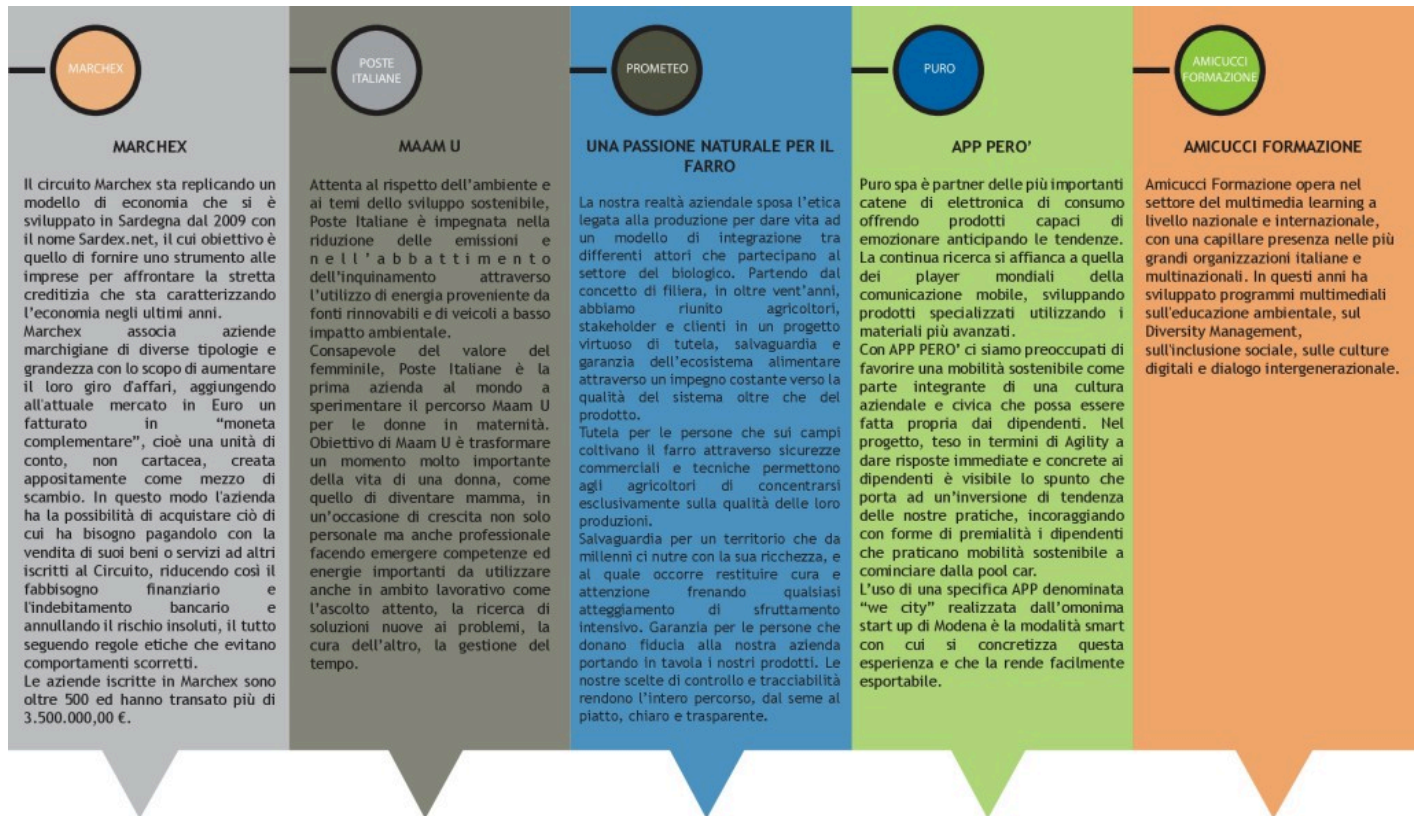 MARCHEX
MARCHEX
Il circuito Marchex sta replicando un
modello di economia che si è
sviluppato in Sardegna dal 2009 con
il nome Sardex.net, il cui obiettivo è
quello di fornire uno strumento alle
imprese per affrontare la stretta
creditizia che sta caratterizzando
l'economia negli ultimi anni.
Marchex associa aziende
marchigiane di diverse tipologie e
grandezza con lo scopo di aumentare
il loro giro d'affari, aggiungendo
all'attuale mercato in Euro un
fatturato in “moneta
complementare”, cioè una unità di
conto, non cartacea, creata
appositamente come mezzo di
scambio. In questo modo l'azienda
ha la possibilità di acquistare ciò di
cui ha bisogno pagandolo con la
vendita di suoi beni o servizi ad altri
iscritti al Circuito, riducendo così il
fabbisogno finanziario e
l'indebitamento bancario e
annullando il rischio insoluti, il tutto
seguendo regole etiche che evitano
comportamenti scorretti.
Le aziende iscritte in Marchex sono
oltre 500 ed hanno transato più di
3.500.000,00 €.
POSTE
ITALIANE
MAAM U
Attenta al rispetto dell'ambiente e
ai temi dello sviluppo sostenibile,
Poste Italiane è impegnata nella
riduzione delle emissioni e
nell'abbattimento
dell'inquinamento attraverso
l'utilizzo di energia proveniente da
fonti rinnovabili e di veicoli a basso
impatto ambientale.
Consapevole del valore del
femminile, Poste Italiane è la
prima azienda al mondo a
sperimentare il percorso Maam U
per le donne in maternità.
Obiettivo di Maam U è trasformare
un momento molto importante
della vita di una donna, come
quello di diventare mamma, in
un'occasione di crescita non solo
personale ma anche professionale
facendo emergere competenze ed
energie importanti da utilizzare
anche in ambito lavorativo come
l'ascolto attento, la ricerca di
soluzioni nuove ai problemi, la
cura dell'altro, la gestione del
tempo.
PROMETEO
UNA PASSIONE NATURALE PER IL
FARRO
La nostra realtà aziendale sposa l'etica
legata alla produzione per dare vita ad
un modello di integrazione tra
differenti attori che partecipano al
settore del biologico. Partendo dal
concetto di filiera, in oltre vent'anni,
abbiamo riunito agricoltori,
stakeholder e clienti in un progetto
virtuoso di tutela, salvaguardia e
garanzia dell'ecosistema alimentare
attraverso un impegno costante verso la
qualità del sistema oltre che del
prodotto.
Tutela per le persone che sui campi
coltivano il farro attraverso sicurezze
commerciali e tecniche permettono
agli agricoltori di concentrarsi
esclusivamente sulla qualità delle loro
produzioni.
Salvaguardia per un territorio che da
millenni ci nutre con la sua ricchezza, e
al quale occorre restituire cura e
attenzione frenando qualsiasi
atteggiamento di sfruttamento
intensivo. Garanzia per le persone che
donano fiducia alla nostra azienda
portando in tavola i nostri prodotti. Le
nostre scelte di controllo e tracciabilità
rendono l'intero percorso, dal seme al
piatto, chiaro e trasparente.
PURO
APP PERO'
Puro spa è partner delle più importanti
catene di elettronica di consumo
offrendo prodotti capaci di
emozionare anticipando le tendenze.
La continua ricerca si affianca a quella
dei player mondiali della
comunicazione mobile, sviluppando
prodotti specializzati utilizzando i
materiali più avanzati.
Con APP PERO' ci siamo preoccupati di
favorire una mobilità sostenibile come
parte integrante di una cultura
aziendale e civica che possa essere
fatta propria dai dipendenti. Nel
progetto, teso in termini di Agility a
dare risposte immediate e concrete ai
dipendenti è visibile lo spunto che
porta ad un'inversione di tendenza
delle nostre pratiche, incoraggiando
con forme di premialità i dipendenti
che praticano mobilità sostenibile a
cominciare dalla pool car.
L'uso di una specifica APP denominata
“we city” realizzata dall'omonima
start up di Modena è la modalità smart
con cui si concretizza questa
esperienza e che la rende facilmente
esportabile.
AMICUCCI
FORMAZIONE
AMICUCCI FORMAZIONE
Amicucci Formazione opera nel
settore del multimedia learning a
livello nazionale e internazionale,
con una capillare presenza nelle più
grandi organizzazioni italiane e
multinazionali. In questi anni ha
sviluppato programmi multimediali
sull'educazione ambientale, sul
Diversity Management,
sull'inclusione sociale, sulle culture
digitali e dialogo intergenerazionale.